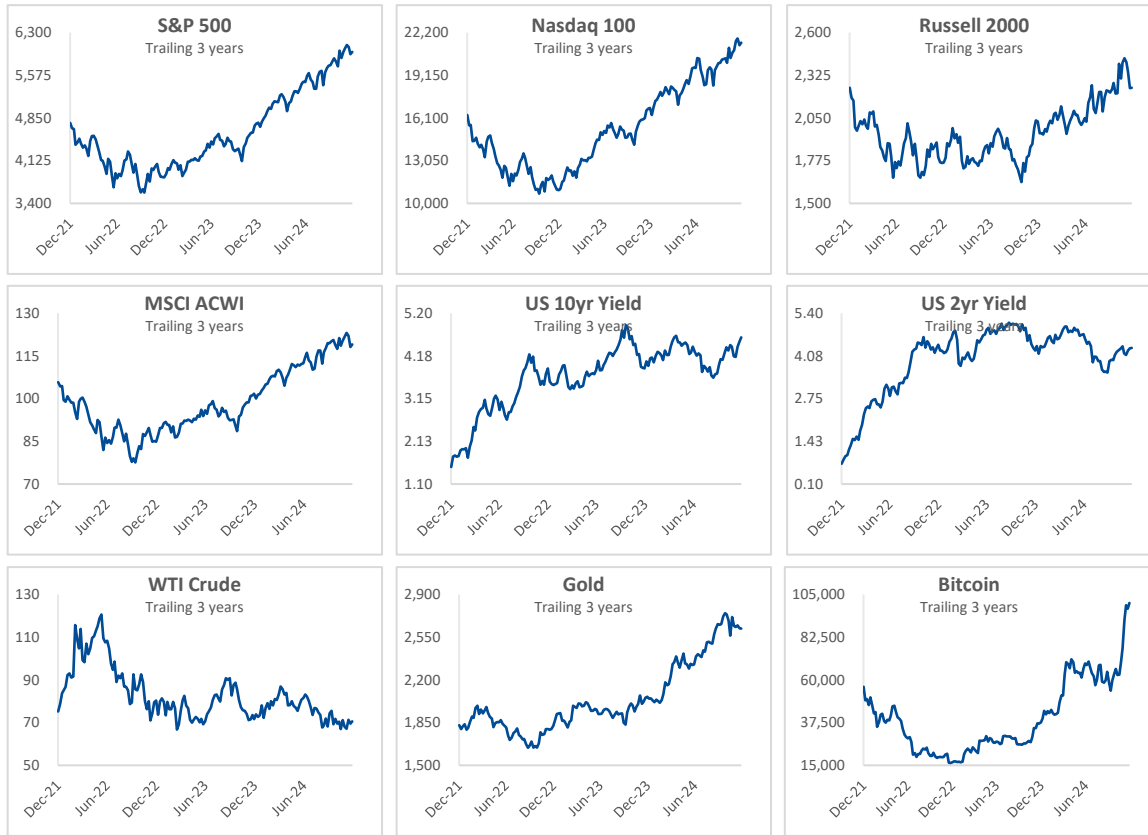 S&P 500
Trailing 3 years
6,300
5,575
4,850
4,125
3,400
Dec-21
Jun-22
Dec-22
Jun-23
Dec-23
Jun-24
Nasdaq 100
Trailing 3 years
22,200
19,150
16,100
13,050
10,000
Dec-21
Jun-22
Dec-22
Jun-23
Dec-23
Jun-24
Russell 2000
Trailing 3 years
2,600
2,325
2,050
1,775
1,500
Dec-21
Jun-22
Dec-22
Jun-23
Dec-23
Jun-24
MSCI ACWI
Trailing 3 years
130
115
100
85
70
Dec-21
Jun-22
Dec-22
Jun-23
Dec-23
Jun-24
US 10yr Yield
Trailing 3 years
5.20
4.18
3.15
2.13
1.10
Dec-21
Jun-22
Dec-22
Jun-23
Dec-23
Jun-24
US 2yr Yield
Trailing 3 years
5.40
4.08
2.75
1.43
0.10
Dec-21
Jun-22
Dec-22
Jun-23
Dec-23
Jun-24
WTI Crude
Trailing 3 years
130
110
90
70
50
Dec-21
Jun-22
Dec-22
Jun-23
Dec-23
Jun-24
Gold
Trailing 3 years
2,900
2,550
2,200
1,850
1,500
Dec-21
Jun-22
Dec-22
Jun-23
Dec-23
Jun-24
Bitcoin
Trailing 3 years
105,000
82,500
60,000
37,500
15,000
Dec-21
Jun-22
Dec-22
Jun-23
Dec-23
Jun-24